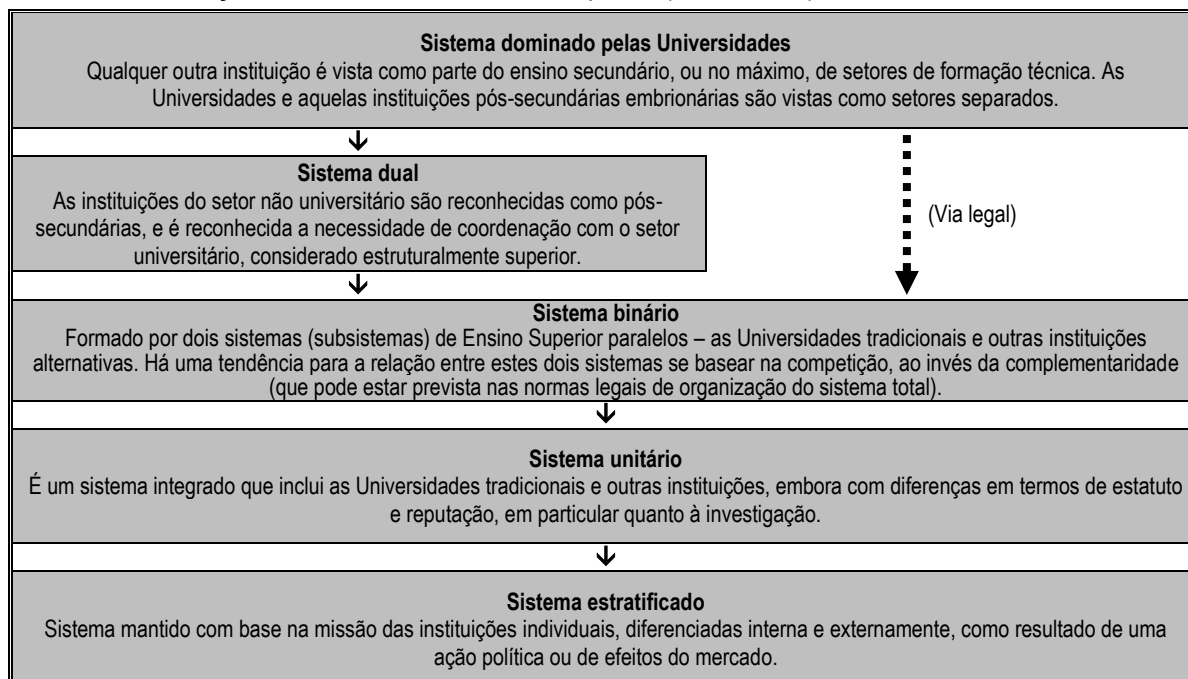 Sistema dominado pelas Universidades
Qualquer outra instituição é vista como parte do ensino secundário, ou no máximo, de setores de formação técnica. As
Universidades e aquelas instituições pós-secundárias embrionárias são vistas como setores separados.
Sistema dual
As instituições do setor não universitário são reconhecidas como pós-
secundárias, e é reconhecida a necessidade de coordenação com o setor
universitário, considerado estruturalmente superior.
(Via legal)
Sistema binário
Formado por dois sistemas (subsistemas) de Ensino Superior paralelos – as Universidades tradicionais e outras instituições
alternativas. Há uma tendência para a relação entre estes dois sistemas se basear na competição, ao invés da complementaridade
(que pode estar prevista nas normas legais de organização do sistema total).
Sistema unitário
É um sistema integrado que inclui as Universidades tradicionais e outras instituições, embora com diferenças em termos de estatuto
e reputação, em particular quanto à investigação.
Sistema estratificado
Sistema mantido com base na missão das instituições individuais, diferenciadas interna e externamente, como resultado de uma
ação política ou de efeitos do mercado.